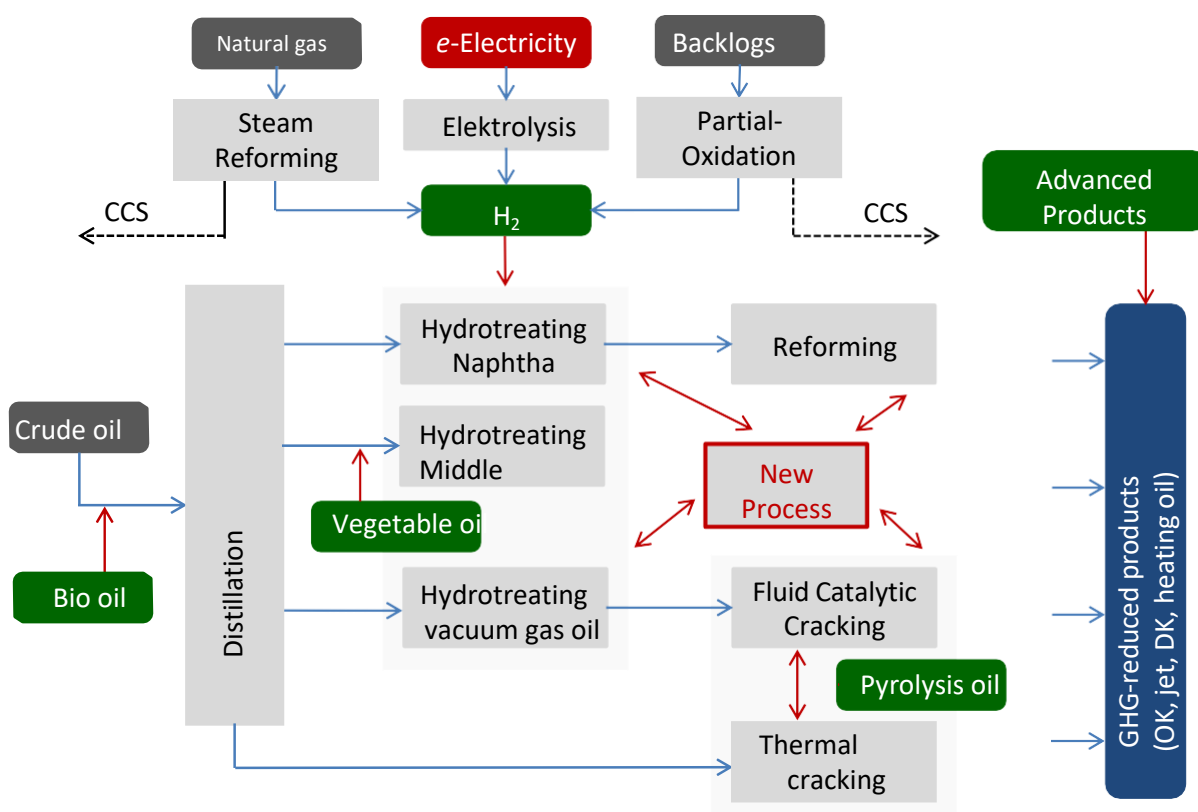 Natural gas
e-Electricity
Backlogs
Steam
Reforming
Elektrolysis
Partial-
Oxidation
Advanced
Products
CCS
H₂
CCS
Hydrotreating
Naphtha
Reforming
Crude oil
Hydrotreating
Middle
New
Process
Vegetable oi
Bio oil
Distillation
Hydrotreating
vacuum gas oil
Fluid Catalytic
Cracking
Pyrolysis oil
Thermal
cracking
GHG-reduced products
(OK, jet, DK, heating oil)